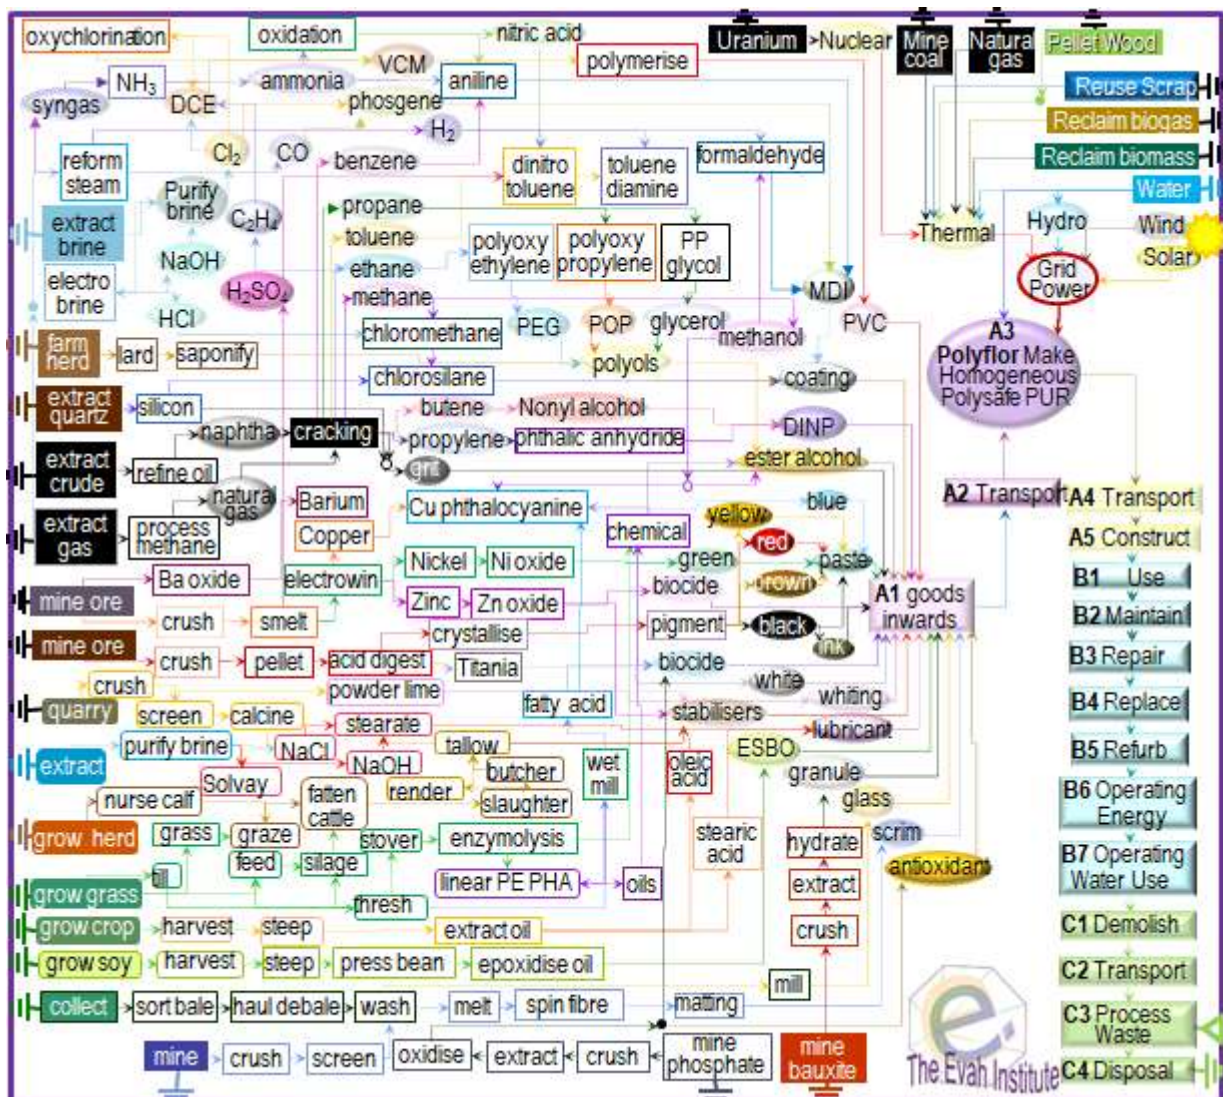 oxychlorination
oxidation
nitric acid
Uranium
Nuclear
Mine
coal
Natural
gas
Pellet Wood
NH3
ammonia
VCM
aniline
polymerise
syngas
DCE
phosgene
H2
Reuse Scrap
Reclaim biogas
Reclaim biomass
Water
reform
steam
Cl2
CO
benzene
dinitro
toluene
toluene
diamine
formaldehyde
Purify
brine
extract
brine
C2H4
propane
toluene
polyoxy
ethylene
polyoxy
propylene
PP
glycol
Thermal
Hydro
Wind
Solar
NaOH
electro
brine
H2SO4
ethane
methane
MDI
Grid
Power
HCl
chloromethane
PEG
POP
glycerol
methanol
PVC
A3
Polyflor Make
Homogeneous
Polysafe PUR
farm
herd
lard
saponify
polyols
chlorosilane
coating
extract
quartz
silicon
butene
Nonyl alcohol
DINP
naphtha
cracking
propylene
phthalic anhydride
extract
crude
refine oil
grit
ester alcohol
natural
gas
Barium
Cu phthalocyanine
chemical
yellow
blue
A2 Transport
A4 Transport
extract
gas
process
methane
Copper
red
A5 Construct
Nickel
Ni oxide
green
paste
Ba oxide
electrowin
biocide
brown
B1 Use
mine ore
Zinc
Zn oxide
A1 goods
inwards
B2 Maintain
crush
smelt
crystallise
pigment
black
ink
mine ore
crush
pellet
acid digest
Titania
biocide
B3 Repair
crush
powder lime
fatty acid
white
whiting
B4 Replace
quarry
screen
calcine
stearate
stabilisers
lubricant
purify brine
NaCl
tallow
ESBO
B5 Refurb
extract
Solvay
NaOH
butcher
wet
mill
oleic
acid
granule
nurse calf
fatten
cattle
render
slaughter
glass
B6 Operating
Energy
grow herd
grass
graze
stover
enzymolysis
stearic
acid
hydrate
scrim
feed
silage
antioxidant
B7 Operating
Water Use
till
linear PE PHA
oils
extract
grow grass
thresh
grow crop
harvest
steep
extract oil
crush
C1 Demolish
grow soy
harvest
steep
press bean
epoxidise oil
mill
C2 Transport
collect
sort bale
haul debale
wash
melt
spin fibre
matting
C3 Process
Waste
mine
crush
screen
oxidise
extract
crush
mine
phosphate
mine
bauxite
e
The Evah Institute
C4 Disposal